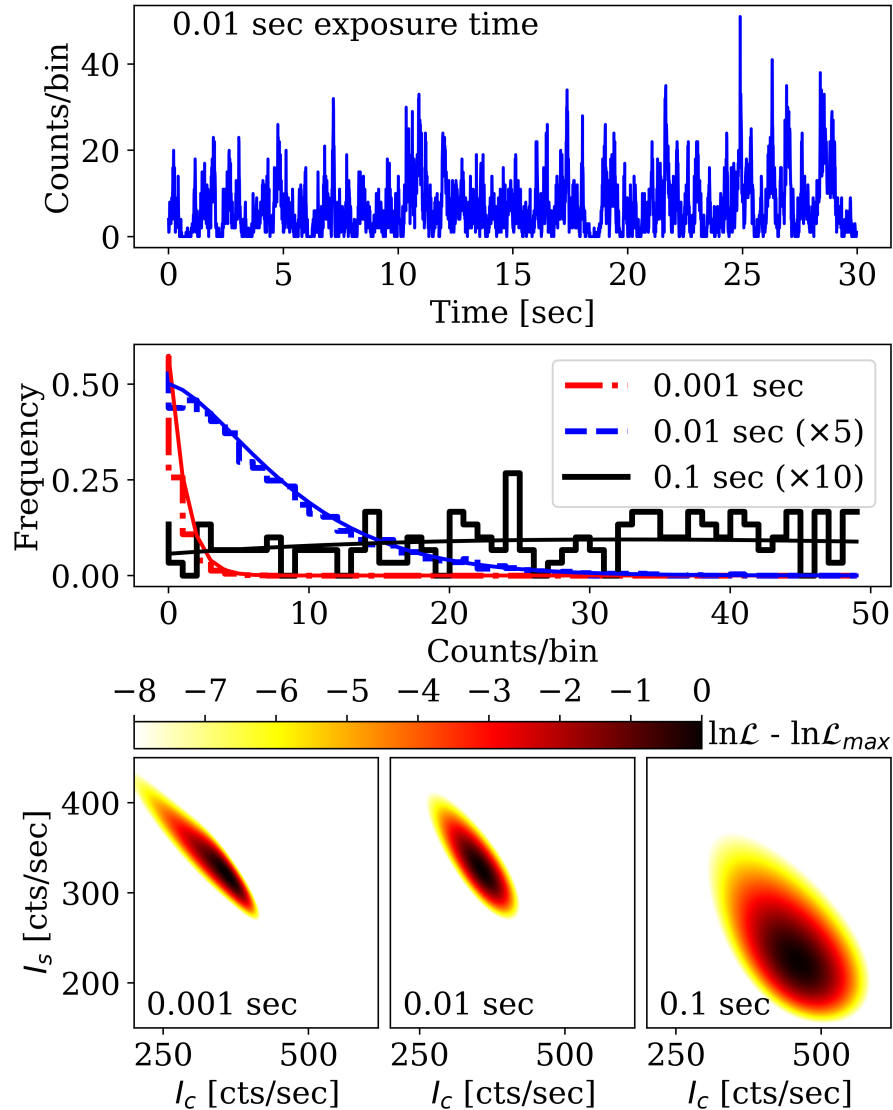 0.01 sec exposure time
Counts/bin
40
20
0
0 5 10 15 20 25 30
Time [sec]
Frequency
0.50
0.25
0.00
0.001 sec
0.01 sec (×5)
0.1 sec (×10)
0 10 20 30 40 50
Counts/bin
−8 −7 −6 −5 −4 −3 −2 −1 0
lnℒ - lnℒmax
I_s [cts/sec]
400
300
200
0.001 sec
0.01 sec
0.1 sec
250 500 250 500 250 500
I_c [cts/sec] I_c [cts/sec] I_c [cts/sec]